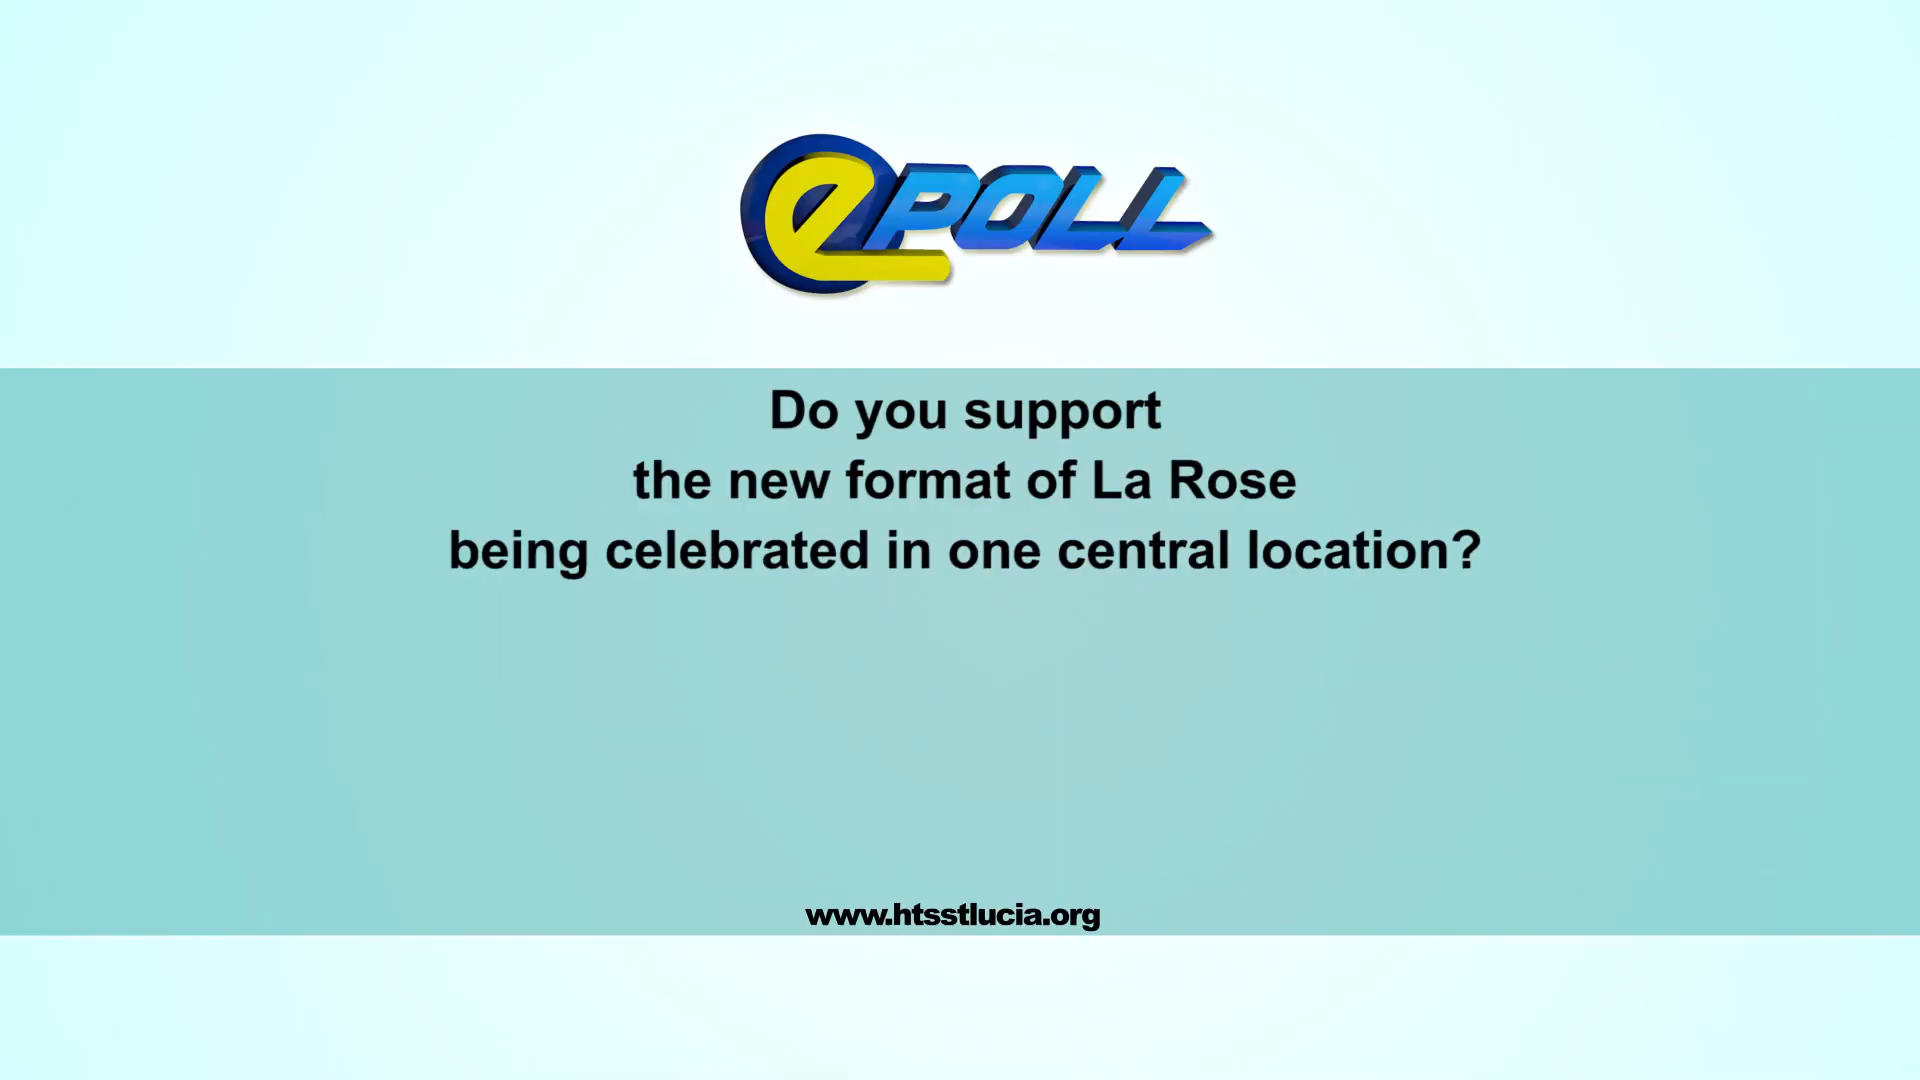 ePOLL
Do you support
the new format of La Rose
being celebrated in one central location?
www.htsstlucia.org